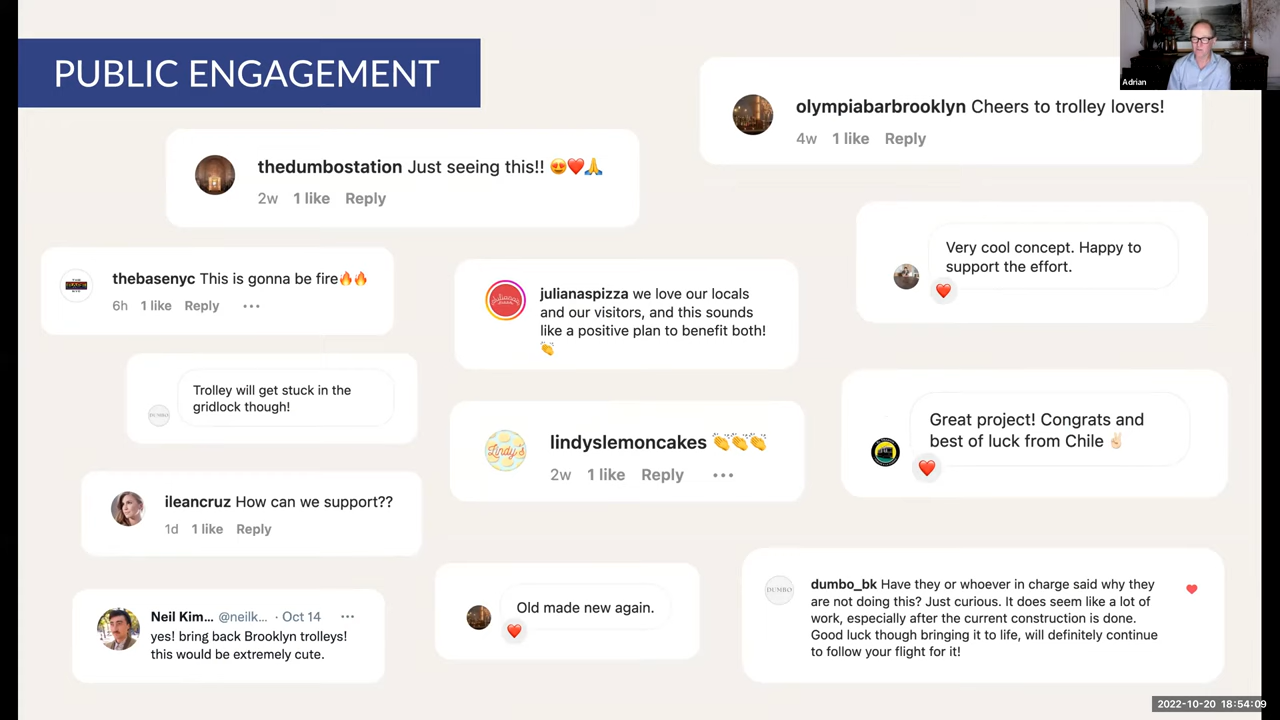 PUBLIC ENGAGEMENT
Adrian
olympiabarbrooklyn Cheers to trolley lovers!
4w 1 like Reply
thedumbostation Just seeing this!! 😍❤️🙏
2w 1 like Reply
Very cool concept. Happy to
support the effort.
thebasenyc This is gonna be fire🔥🔥
6h 1 like Reply ···
julianaspizza we love our locals
and our visitors, and this sounds
like a positive plan to benefit both!
👏
Trolley will get stuck in the
gridlock though!
DUMBO
Great project! Congrats and
best of luck from Chile ✌🏻
Lindy's
lindyslemoncakes 👏👏👏
2w 1 like Reply ···
ileancruz How can we support??
1d 1 like Reply
Neil Kim... @neilk... · Oct 14 ···
yes! bring back Brooklyn trolleys!
this would be extremely cute.
Old made new again.
DUMBO
dumbo_bk Have they or whoever in charge said why they
are not doing this? Just curious. It does seem like a lot of
work, especially after the current construction is done.
Good luck though bringing it to life, will definitely continue
to follow your flight for it!
2022-10-20 18:54:09